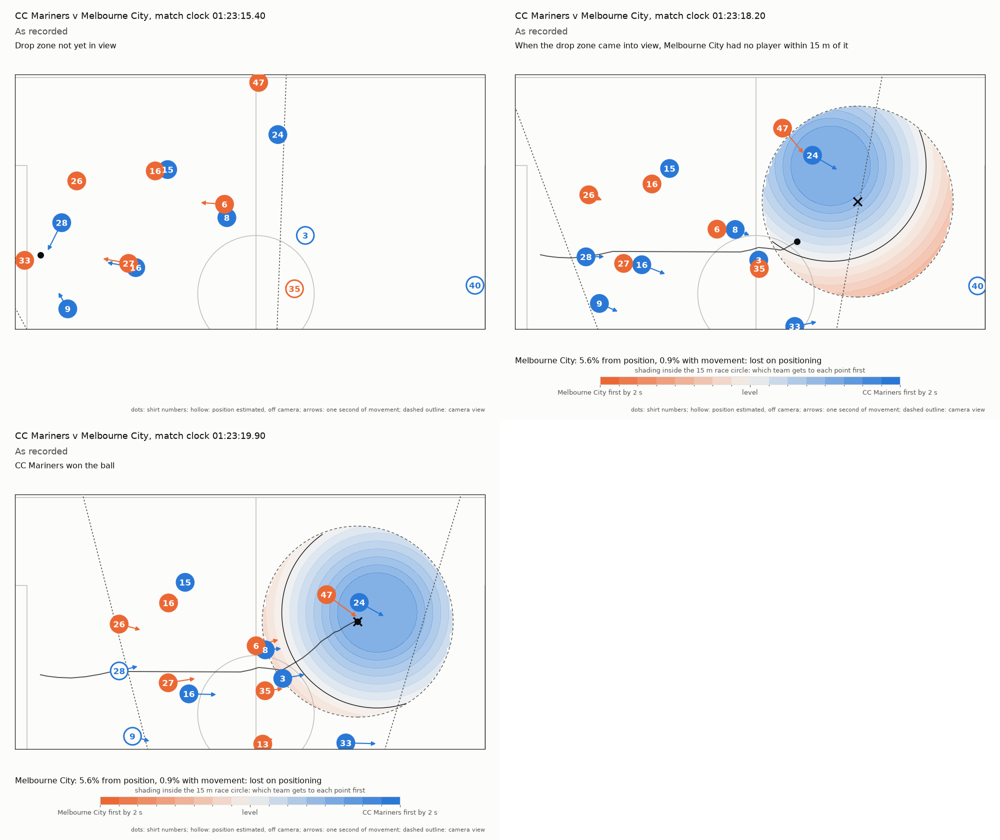 CC Mariners v Melbourne City, match clock 01:23:15.40
As recorded
Drop zone not yet in view
47
24
16 15
26
6
28
8
3
33
27
16
40
35
9
dots: shirt numbers; hollow: position estimated, off camera; arrows: one second of movement; dashed outline: camera view
CC Mariners v Melbourne City, match clock 01:23:18.20
As recorded
When the drop zone came into view, Melbourne City had no player within 15 m of it
47
24
15
16
26
6 8
28
27 16
3
35
40
9
33
Melbourne City: 5.6% from position, 0.9% with movement: lost on positioning
shading inside the 15 m race circle: which team gets to each point first
Melbourne City first by 2 s
level
CC Mariners first by 2 s
dots: shirt numbers; hollow: position estimated, off camera; arrows: one second of movement; dashed outline: camera view
CC Mariners v Melbourne City, match clock 01:23:19.90
As recorded
CC Mariners won the ball
15
47
16
24
26
6
8
28
3
27
35
16
9
13
33
Melbourne City: 5.6% from position, 0.9% with movement: lost on positioning
shading inside the 15 m race circle: which team gets to each point first
Melbourne City first by 2 s
level
CC Mariners first by 2 s
dots: shirt numbers; hollow: position estimated, off camera; arrows: one second of movement; dashed outline: camera view